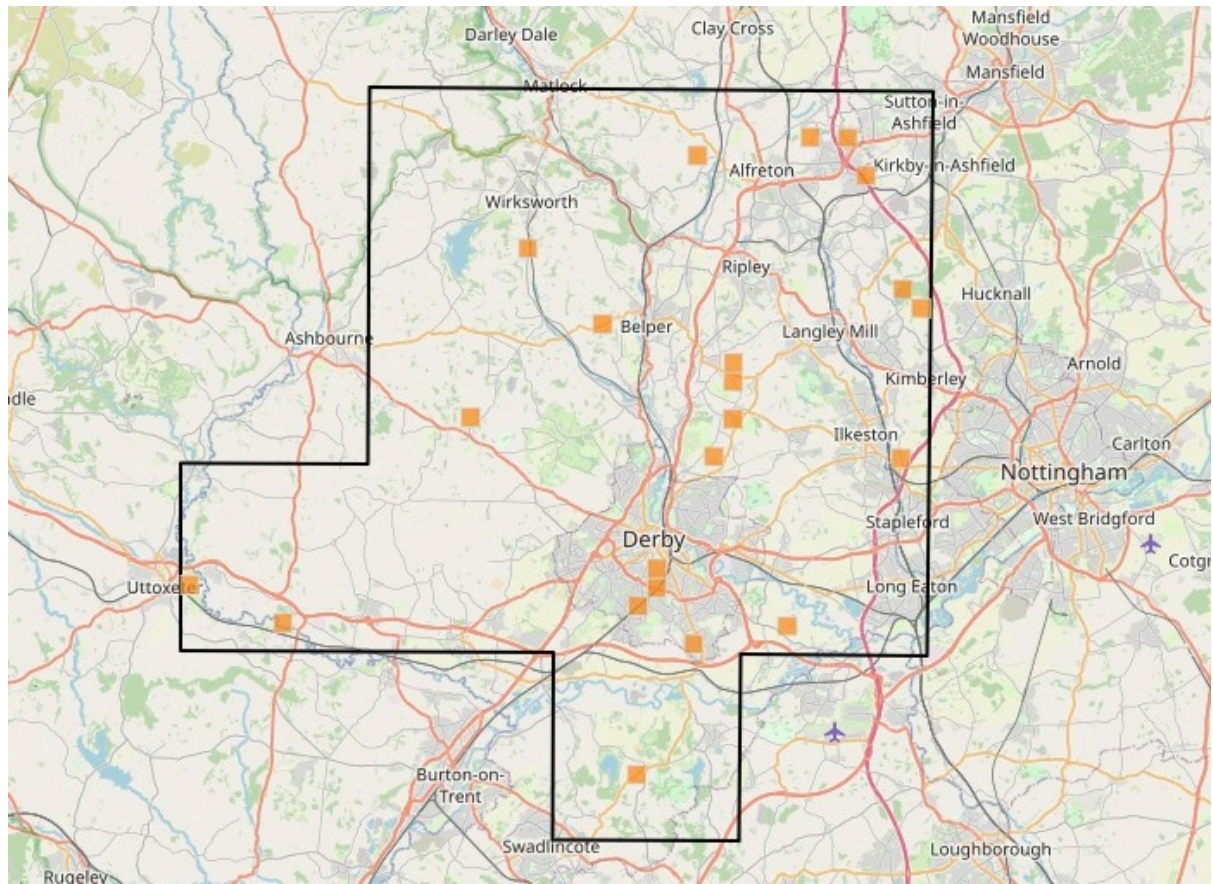 Darley Dale
Clay Cross
Mansfield
Woodhouse
Mansfield
Matlock
Sutton-in-
Ashfield
Alfreton
Kirkby-in-Ashfield
Wirksworth
Ripley
Hucknall
Ashbourne
Belper
Langley Mill
Arnold
Kimberley
dle
Ilkeston
Carlton
Nottingham
Stapleford
West Bridgford
Derby
Cotgr
Uttoxeter
Long Eaton
Burton-on-
Trent
Swadlincote
Loughborough
Rugeley